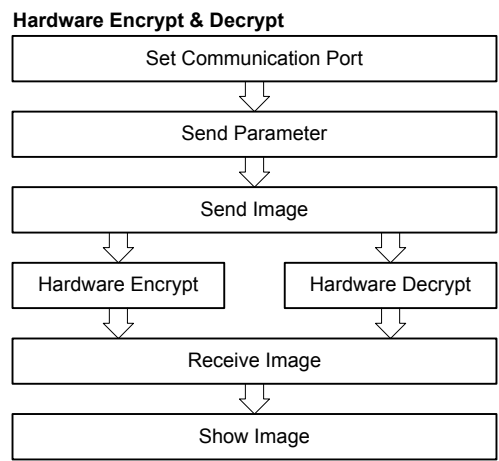 Hardware Encrypt & Decrypt
Set Communication Port
Send Parameter
Send Image
Hardware Encrypt
Hardware Decrypt
Receive Image
Show Image